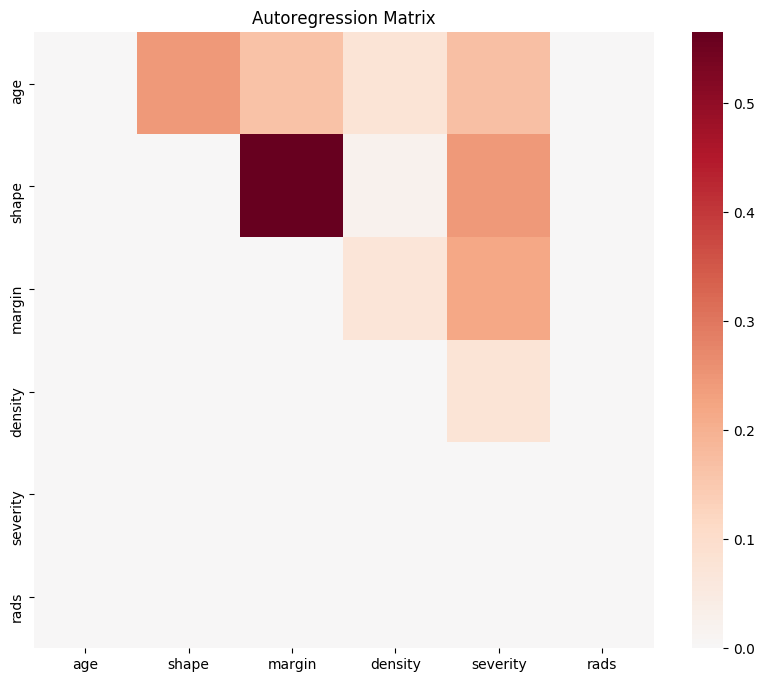 Autoregression Matrix
age
shape
margin
density
severity
rads
age
shape
margin
density
severity
rads
0.5
0.4
0.3
0.2
0.1
0.0